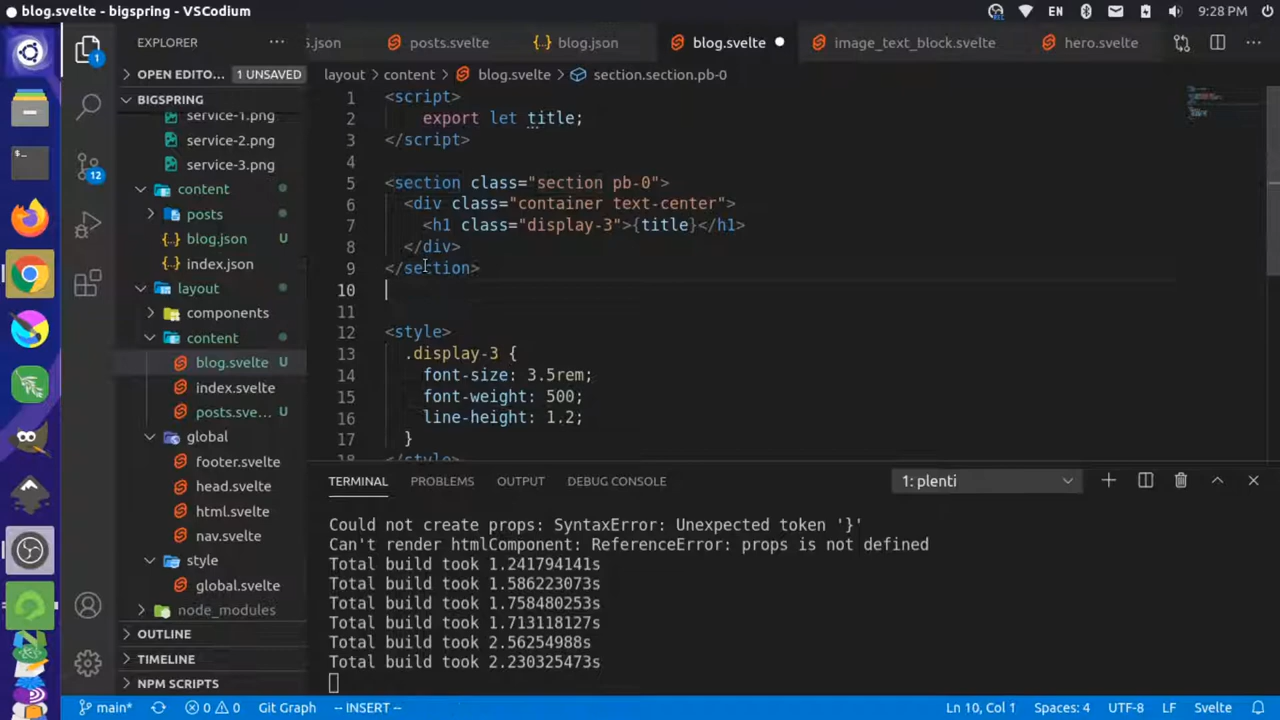 blog.svelte - bigspring - VSCodium
EN
9:28 PM
EXPLORER
.json
posts.svelte
blog.json
blog.svelte
image_text_block.svelte
hero.svelte
1
OPEN EDITO... 1 UNSAVED
layout > content > blog.svelte > section.section.pb-0
BIGSPRING
service-1.png
service-2.png
service-3.png
12
content
posts
blog.json U
index.json
layout
components
content
blog.svelte U
index.svelte
posts.sve... U
global
footer.svelte
head.svelte
html.svelte
nav.svelte
style
global.svelte
node_modules
OUTLINE
TIMELINE
NPM SCRIPTS
1 <script>
2 export let title;
3 </script>
4
5 <section class="section pb-0">
6 <div class="container text-center">
7 <h1 class="display-3">{title}</h1>
8 </div>
9 </section>
10
11
12 <style>
13 .display-3 {
14 font-size: 3.5rem;
15 font-weight: 500;
16 line-height: 1.2;
17 }
18 </style>
TERMINAL PROBLEMS OUTPUT DEBUG CONSOLE 1: plenti
Could not create props: SyntaxError: Unexpected token '}'
Can't render htmlComponent: ReferenceError: props is not defined
Total build took 1.241794141s
Total build took 1.586223073s
Total build took 1.758480253s
Total build took 1.713118127s
Total build took 2.56254988s
Total build took 2.230325473s
main* 0 0 Git Graph -- INSERT -- Ln 10, Col 1 Spaces: 4 UTF-8 LF Svelte